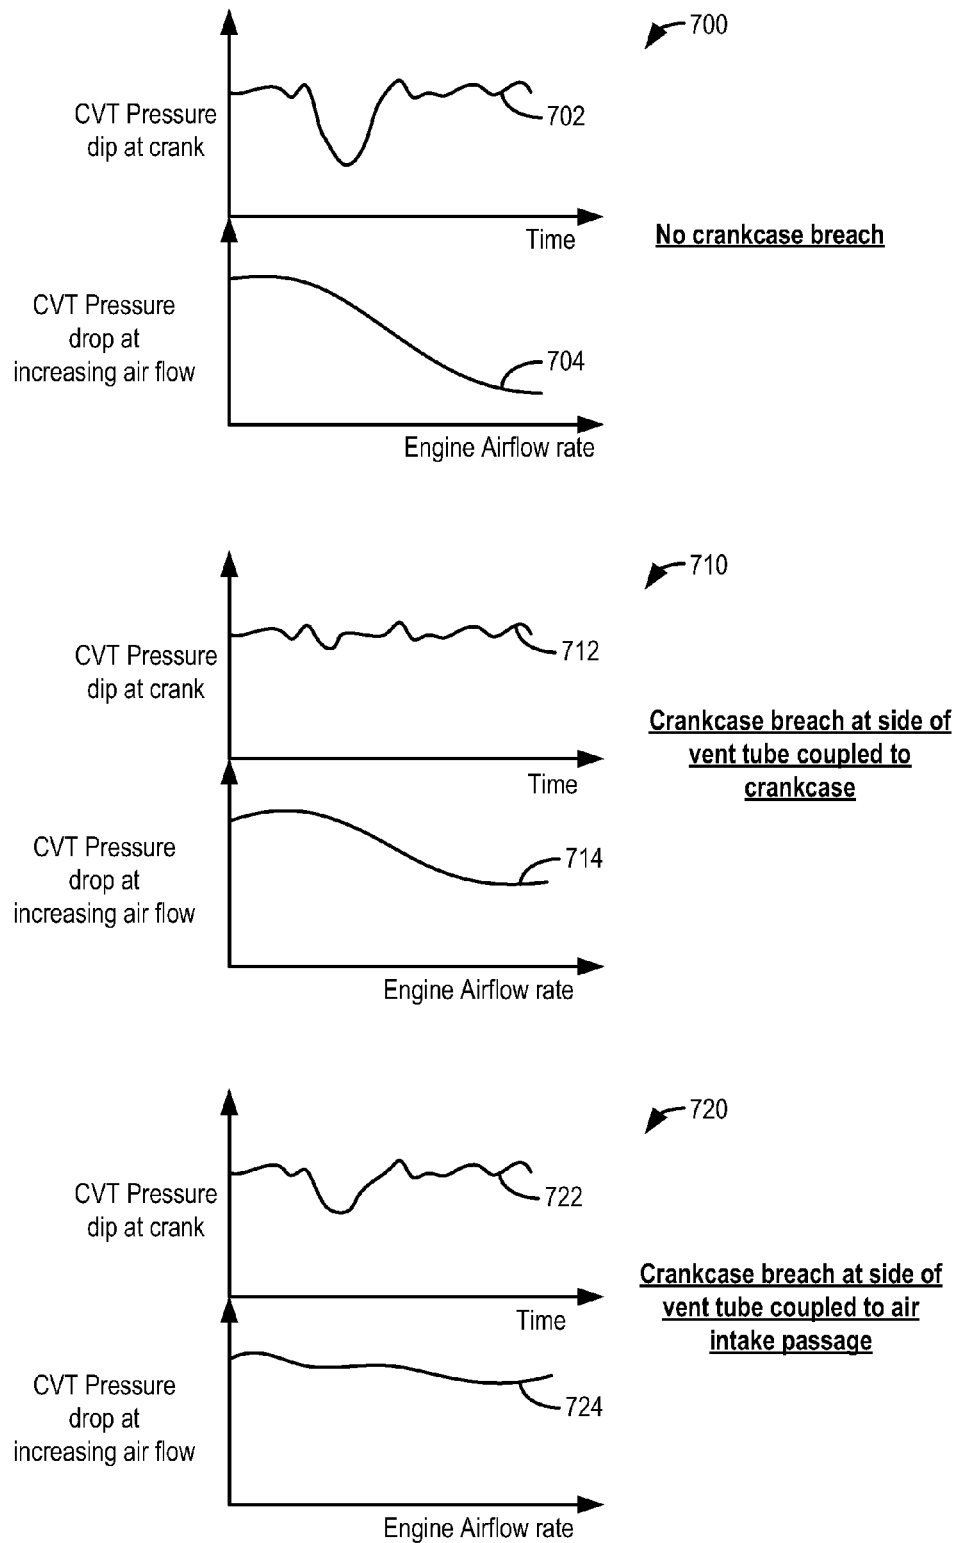 700
CVT Pressure
dip at crank
702
Time
No crankcase breach
CVT Pressure
drop at
increasing air flow
704
Engine Airflow rate
710
CVT Pressure
dip at crank
712
Crankcase breach at side of
vent tube coupled to
crankcase
Time
CVT Pressure
drop at
increasing air flow
714
Engine Airflow rate
720
CVT Pressure
dip at crank
722
Crankcase breach at side of
vent tube coupled to air
intake passage
Time
CVT Pressure
drop at
increasing air flow
724
Engine Airflow rate